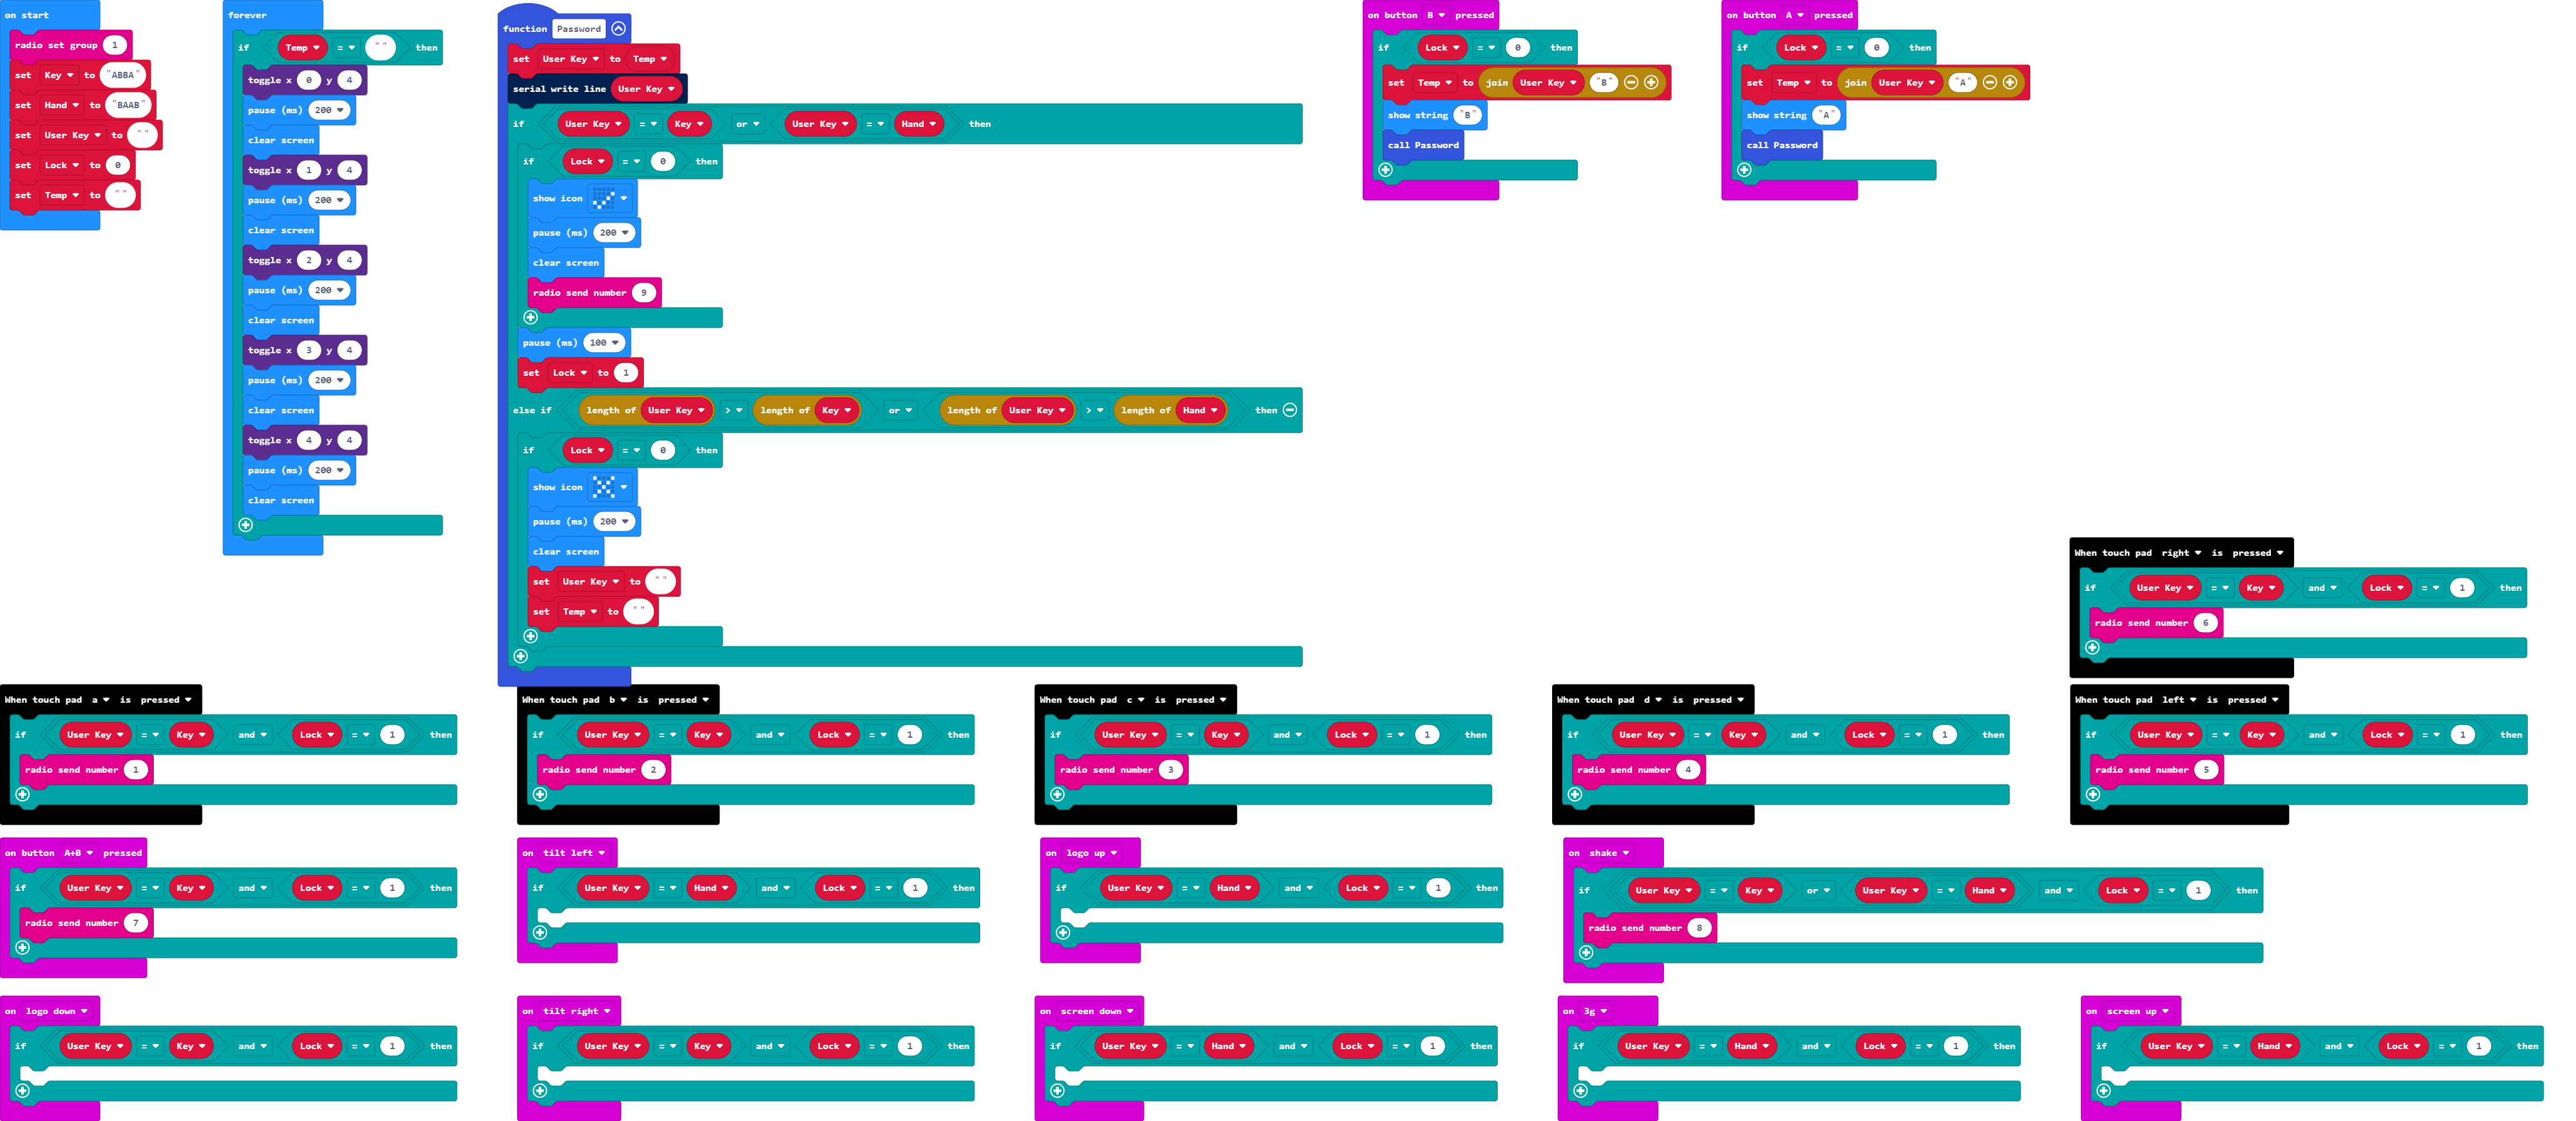 on start
radio set group 1
set Key to "ABBA"
set Hand to "BAAB"
set User Key to ""
set Lock to 0
set Temp to ""
forever
if Temp = "" then
toggle x 0 y 4
pause (ms) 200
clear screen
toggle x 1 y 4
pause (ms) 200
clear screen
toggle x 2 y 4
pause (ms) 200
clear screen
toggle x 3 y 4
pause (ms) 200
clear screen
toggle x 4 y 4
pause (ms) 200
clear screen
function Password
set User Key to Temp
serial write line User Key
if User Key = Key or User Key = Hand then
if Lock = 0 then
show icon
pause (ms) 200
clear screen
radio send number 9
pause (ms) 100
set Lock to 1
else if length of User Key > length of Key or length of User Key > length of Hand then
if Lock = 0 then
show icon
pause (ms) 200
clear screen
set User Key to ""
set Temp to ""
on button B pressed
if Lock = 0 then
set Temp to join User Key "B"
show string "B"
call Password
on button A pressed
if Lock = 0 then
set Temp to join User Key "A"
show string "A"
call Password
When touch pad right is pressed
if User Key = Key and Lock = 1 then
radio send number 6
When touch pad a is pressed
if User Key = Key and Lock = 1 then
radio send number 1
When touch pad b is pressed
if User Key = Key and Lock = 1 then
radio send number 2
When touch pad c is pressed
if User Key = Key and Lock = 1 then
radio send number 3
When touch pad d is pressed
if User Key = Key and Lock = 1 then
radio send number 4
When touch pad left is pressed
if User Key = Key and Lock = 1 then
radio send number 5
on button A+B pressed
if User Key = Key and Lock = 1 then
radio send number 7
on tilt left
if User Key = Hand and Lock = 1 then
on logo up
if User Key = Hand and Lock = 1 then
on shake
if User Key = Key or User Key = Hand and Lock = 1 then
radio send number 8
on logo down
if User Key = Key and Lock = 1 then
on tilt right
if User Key = Key and Lock = 1 then
on screen down
if User Key = Hand and Lock = 1 then
on 3g
if User Key = Hand and Lock = 1 then
on screen up
if User Key = Hand and Lock = 1 then